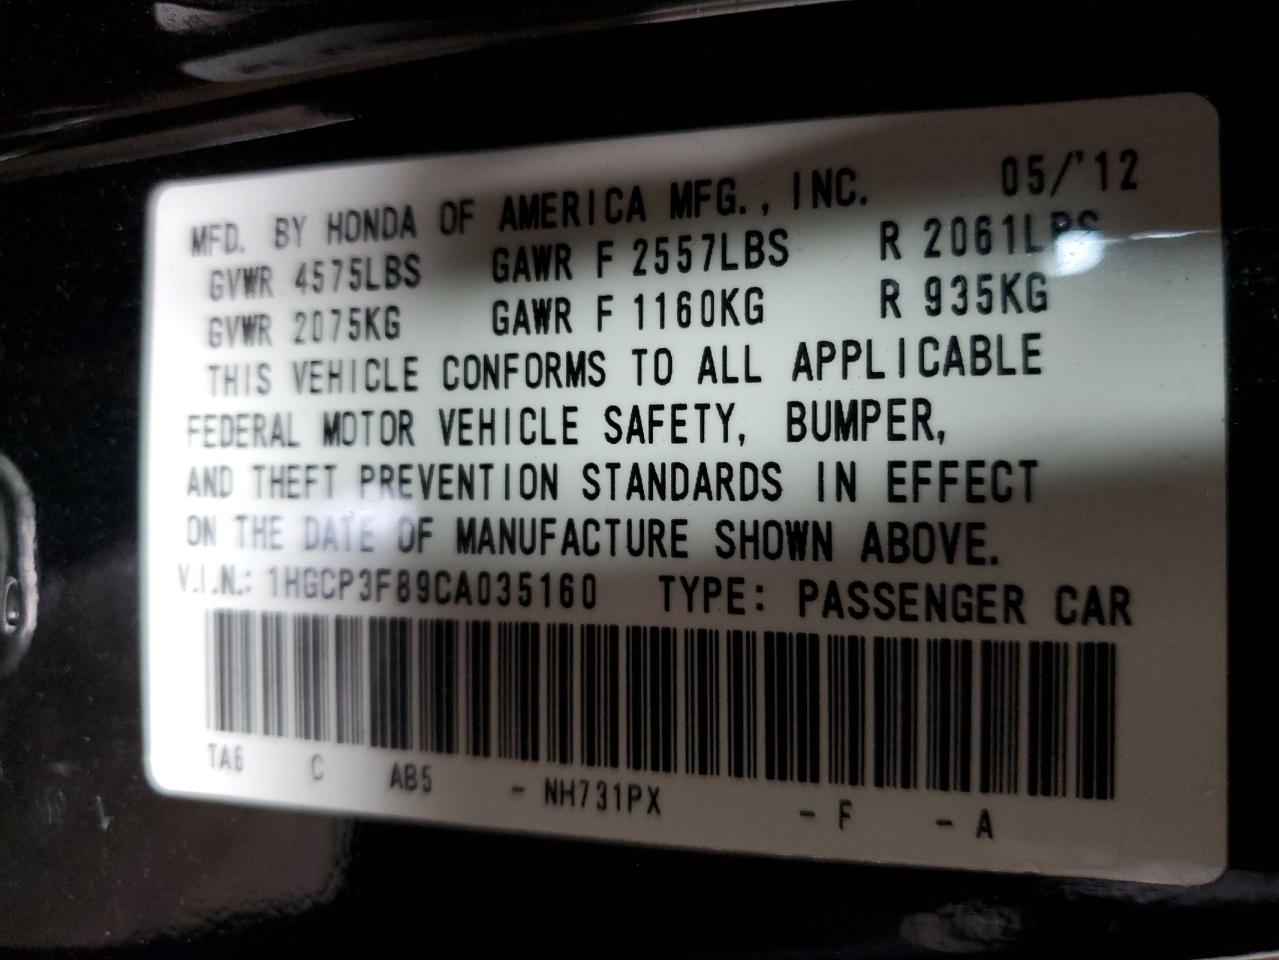 MFD. BY HONDA OF AMERICA MFG., INC. 05/'12
GVWR 4575LBS GAWR F 2557LBS R 2061LBS
GVWR 2075KG GAWR F 1160KG R 935KG
THIS VEHICLE CONFORMS TO ALL APPLICABLE
FEDERAL MOTOR VEHICLE SAFETY, BUMPER,
AND THEFT PREVENTION STANDARDS IN EFFECT
ON THE DATE OF MANUFACTURE SHOWN ABOVE.
V.I.N.: 1HGCP3F89CA035160 TYPE: PASSENGER CAR
TA6 C AB5 - NH731PX - F - A